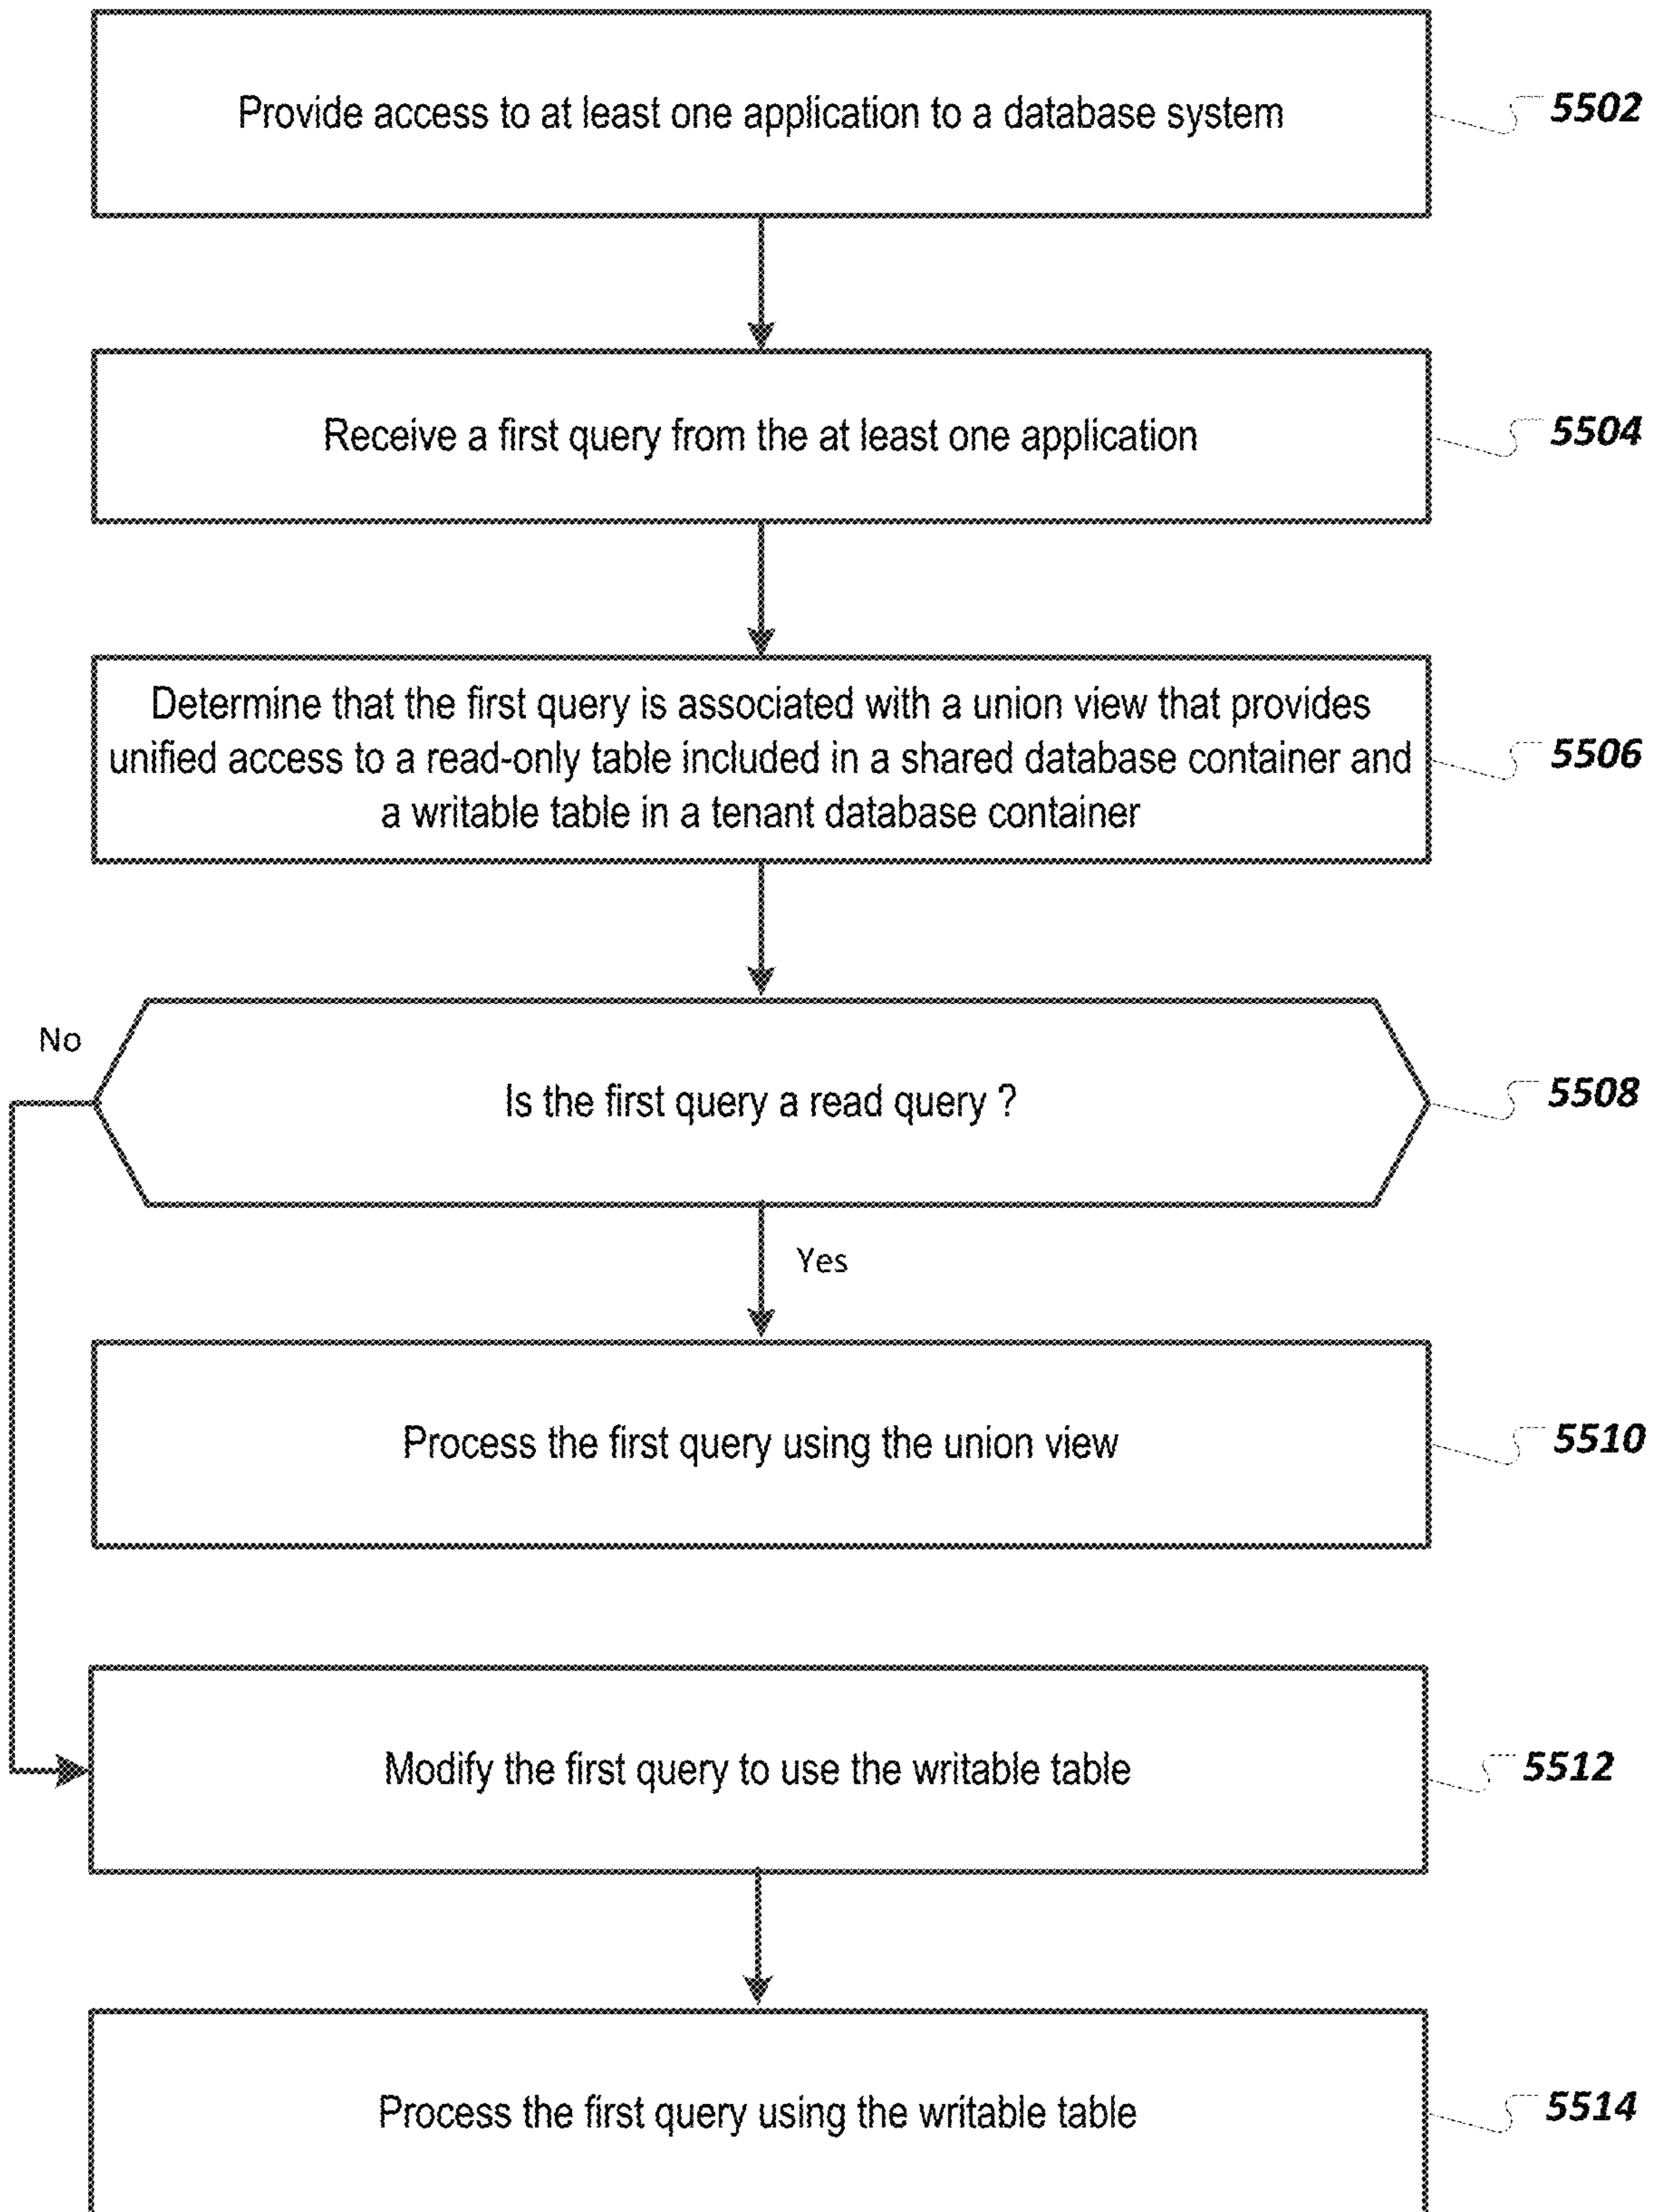 Provide access to at least one application to a database system
5502
Receive a first query from the at least one application
5504
Determine that the first query is associated with a union view that provides
unified access to a read-only table included in a shared database container and
a writable table in a tenant database container
5506
No
Is the first query a read query ?
5508
Yes
Process the first query using the union view
5510
Modify the first query to use the writable table
5512
Process the first query using the writable table
5514